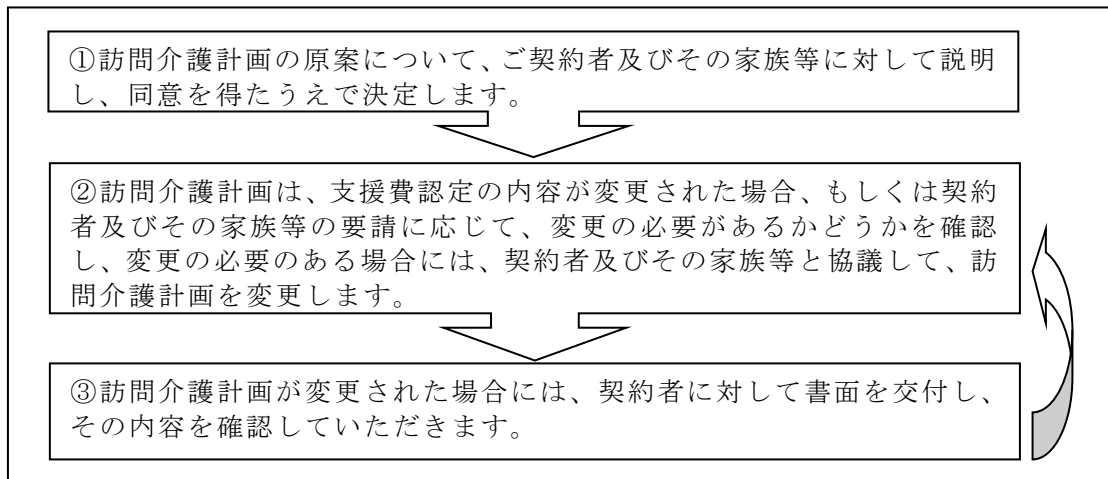 ①訪問介護計画の原案について、ご契約者及びその家族等に対して説明
し、同意を得たうえで決定します。
②訪問介護計画は、支援費認定の内容が変更された場合、もしくは契約
者及びその家族等の要請に応じて、変更の必要があるかどうかを確認
し、変更の必要のある場合には、契約者及びその家族等と協議して、訪
問介護計画を変更します。
③訪問介護計画が変更された場合には、契約者に対して書面を交付し、
その内容を確認していただきます。